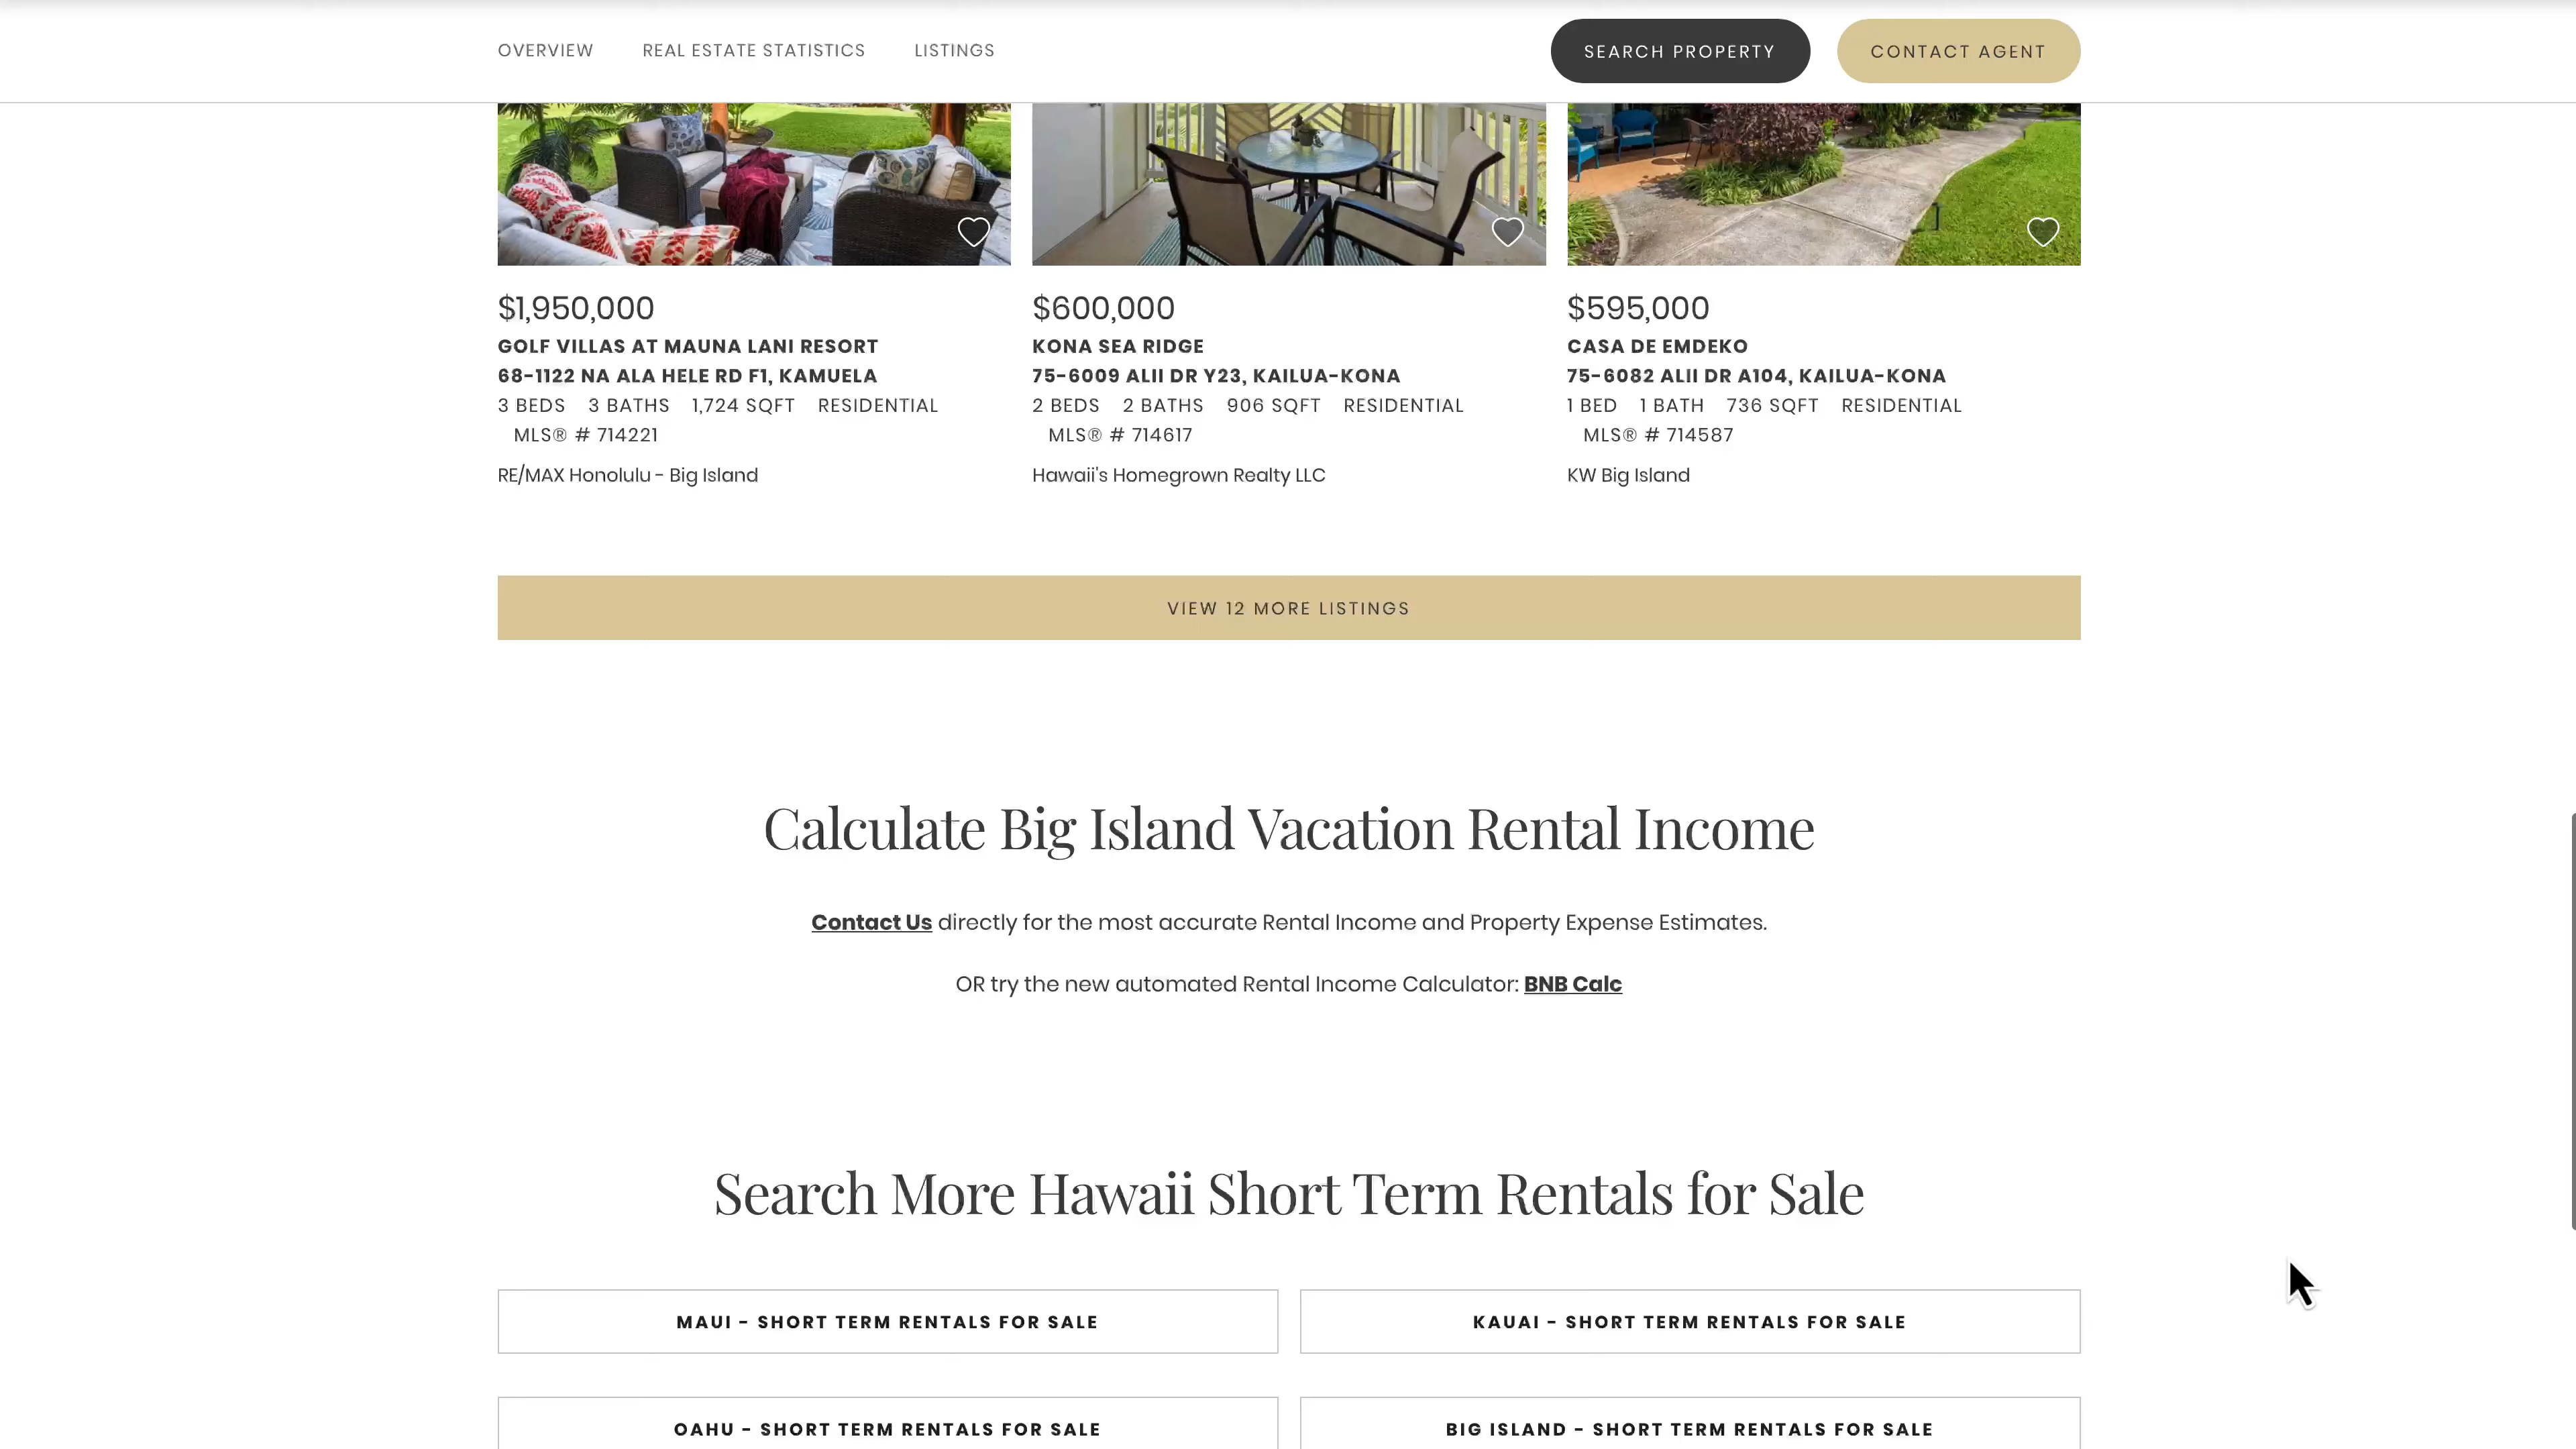 OVERVIEW REAL ESTATE STATISTICS LISTINGS SEARCH PROPERTY CONTACT AGENT
$1,950,000
GOLF VILLAS AT MAUNA LANI RESORT
68-1122 NA ALA HELE RD F1, KAMUELA
3 BEDS 3 BATHS 1,724 SQFT RESIDENTIAL
MLS® # 714221
RE/MAX Honolulu - Big Island
$600,000
KONA SEA RIDGE
75-6009 ALII DR Y23, KAILUA-KONA
2 BEDS 2 BATHS 906 SQFT RESIDENTIAL
MLS® # 714617
Hawaii's Homegrown Realty LLC
$595,000
CASA DE EMDEKO
75-6082 ALII DR A104, KAILUA-KONA
1 BED 1 BATH 736 SQFT RESIDENTIAL
MLS® # 714587
KW Big Island
VIEW 12 MORE LISTINGS
Calculate Big Island Vacation Rental Income
Contact Us directly for the most accurate Rental Income and Property Expense Estimates.
OR try the new automated Rental Income Calculator: BNB Calc
Search More Hawaii Short Term Rentals for Sale
MAUI - SHORT TERM RENTALS FOR SALE
KAUAI - SHORT TERM RENTALS FOR SALE
OAHU - SHORT TERM RENTALS FOR SALE
BIG ISLAND - SHORT TERM RENTALS FOR SALE